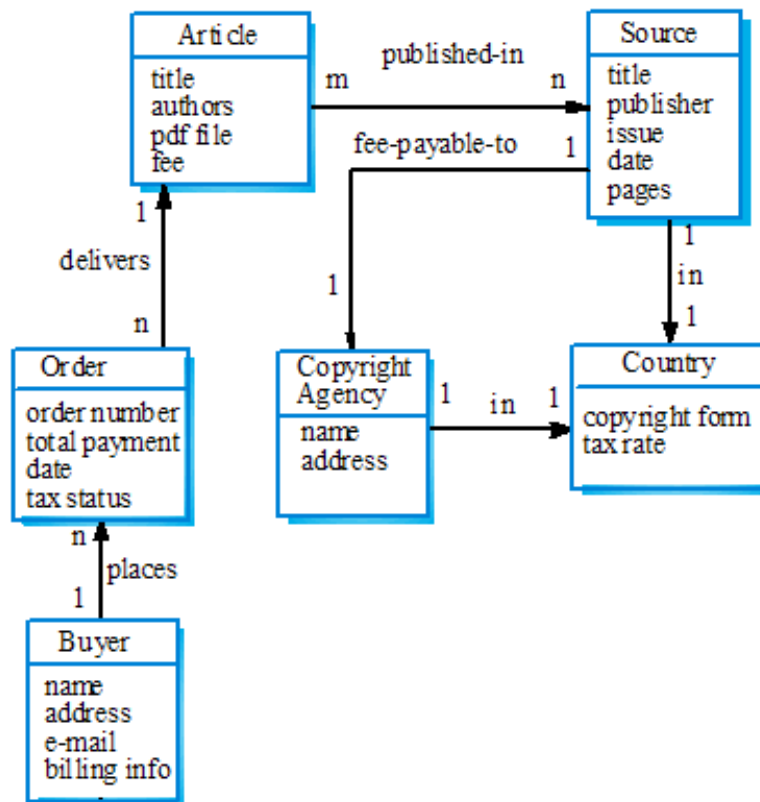 Article
title
authors
pdf file
fee
published-in
m
n
Source
title
publisher
issue
date
pages
fee-payable-to
1
1
1
in
1
1
delivers
n
Order
order number
total payment
date
tax status
Copyright
Agency
name
address
1
in
1
Country
copyright form
tax rate
n
places
1
Buyer
name
address
e-mail
billing info